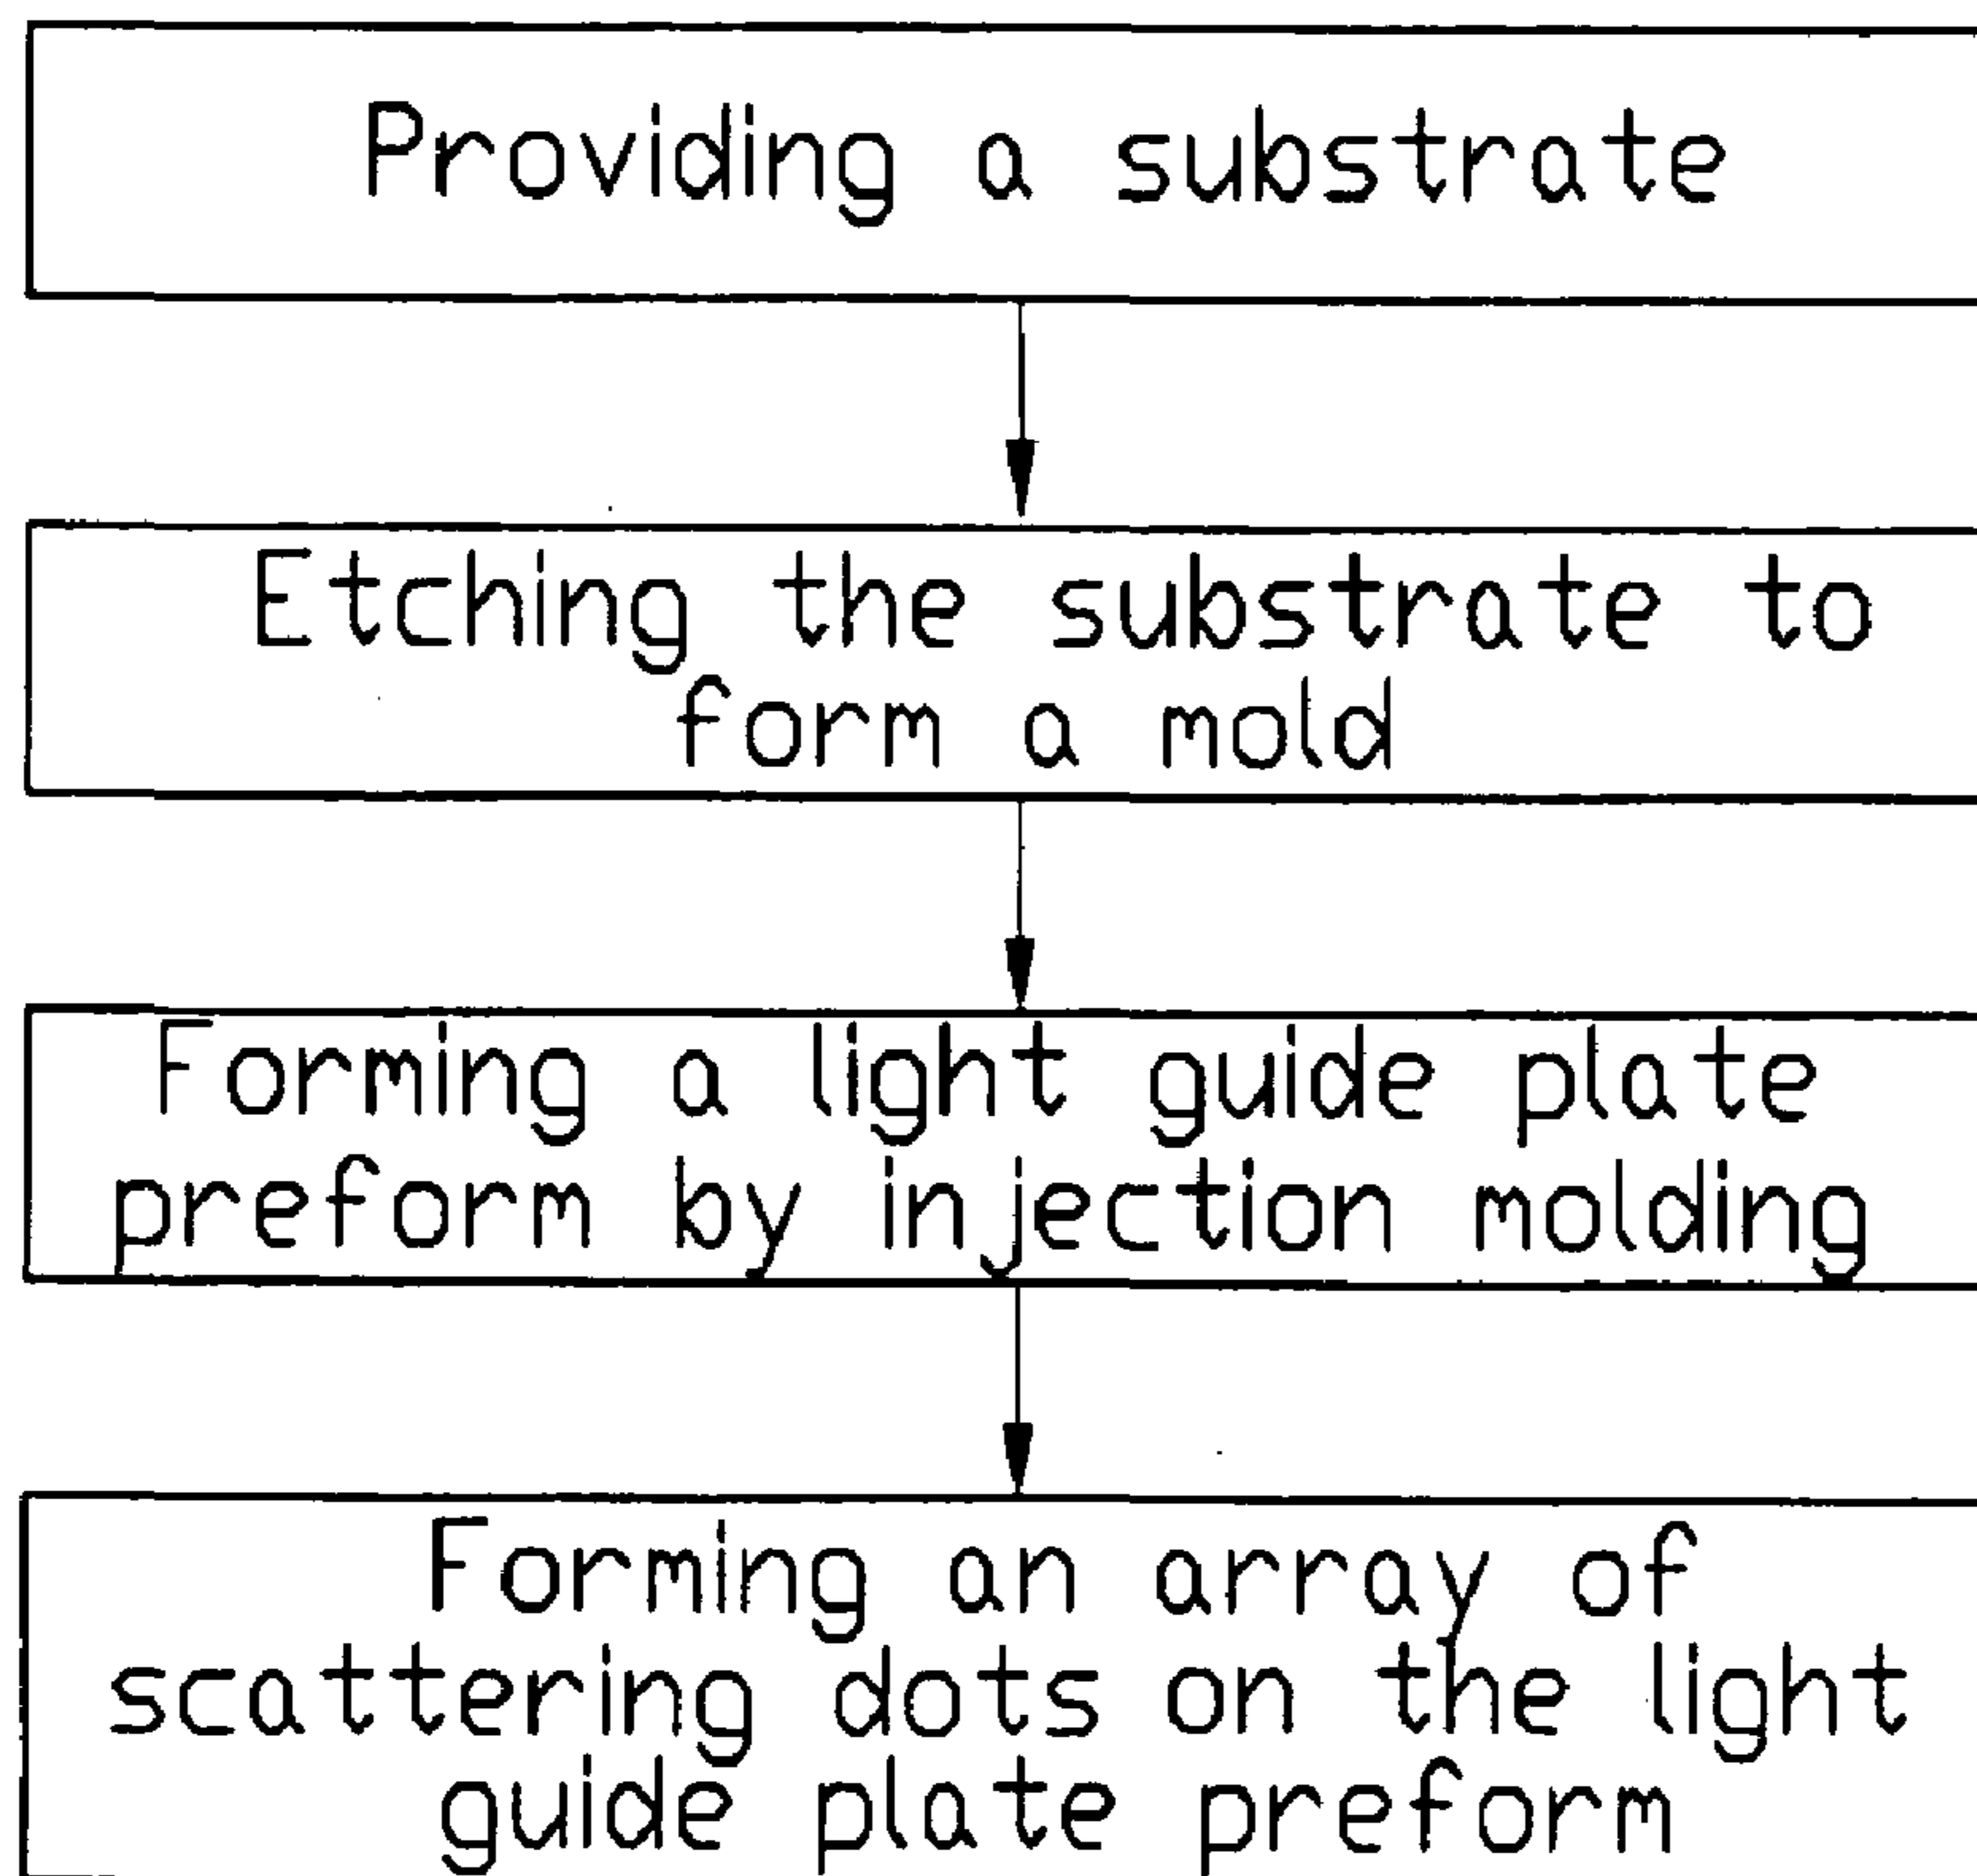 Providing a substrate
Etching the substrate to
form a mold
Forming a light guide plate
preform by injection molding
Forming an array of
scattering dots on the light
guide plate preform